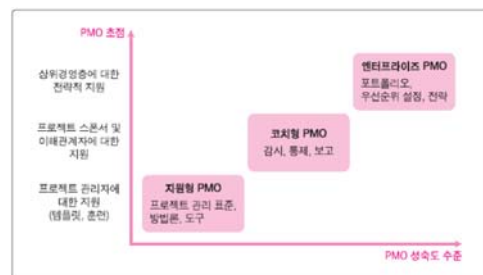 PMO 초점
상위경영층에 대한
전략적 지원
엔터프라이즈 PMO
포트폴리오,
우선순위 설정, 전략
프로젝트 스폰서 및
이해관계자에 대한
지원
코치형 PMO
감시, 통제, 보고
프로젝트 관리자에
대한 지원
(템플릿, 훈련)
지원형 PMO
프로젝트 관리 표준,
방법론, 도구
PMO 성숙도 수준